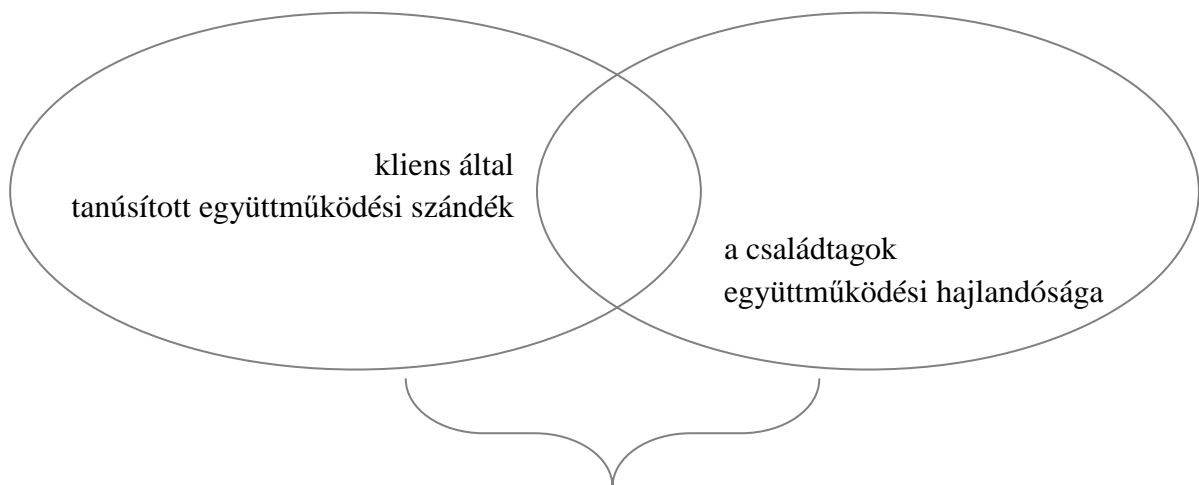 kliens által
tanúsított együttműködési szándék
a családtagok
együttműködési hajlandósága